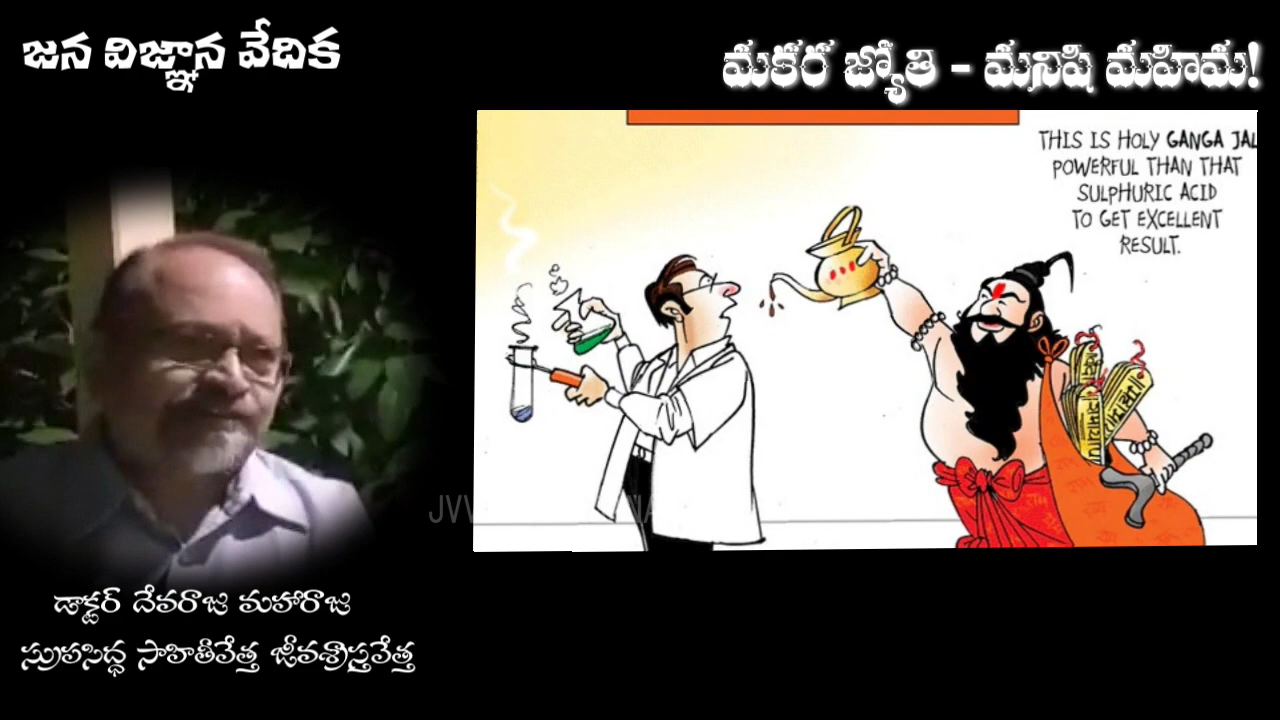 జన విజ్ఞాన వేదిక
మకర జ్యోతి - మనిషి మహిమ!
THIS IS HOLY GANGA JAL
POWERFUL THAN THAT
SULPHURIC ACID
TO GET EXCELLENT
RESULT.
డాక్టర్ దేవరాజు మహారాజు
సుప్రసిద్ధ సాహితీవేత్త జీవశాస్త్రవేత్త